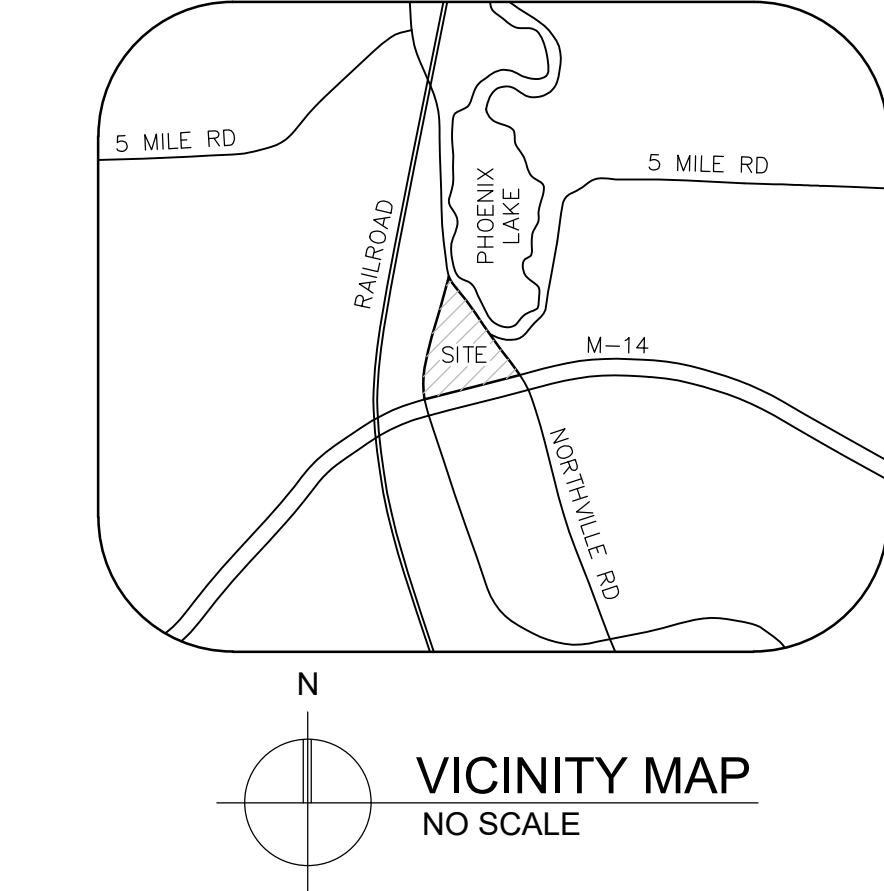 5 MILE RD
5 MILE RD
RAILROAD
PHOENIX
LAKE
SITE
M-14
NORTHVILLE RD
N
VICINITY MAP
NO SCALE